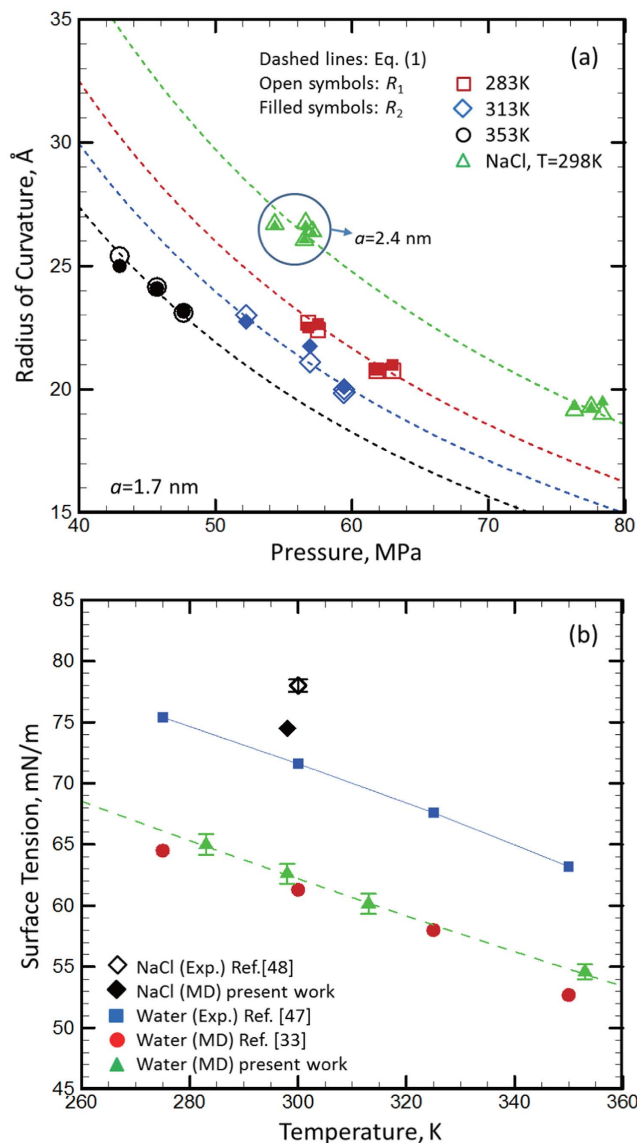 35
30
25
20
15
Radius of Curvature, Å
(a)
Dashed lines: Eq. (1)
Open symbols: R₁
Filled symbols: R₂
283K
313K
353K
NaCl, T=298K
a=2.4 nm
a=1.7 nm
40 50 60 70 80
Pressure, MPa
85
80
75
70
65
60
55
50
45
Surface Tension, mN/m
(b)
NaCl (Exp.) Ref.[48]
NaCl (MD) present work
Water (Exp.) Ref. [47]
Water (MD) Ref. [33]
Water (MD) present work
260 280 300 320 340 360
Temperature, K